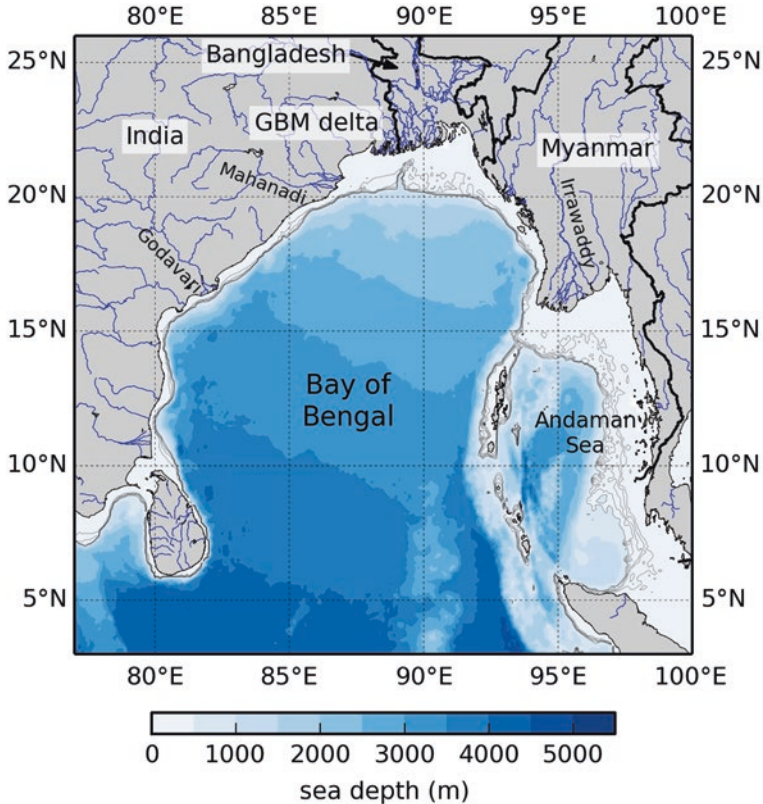 80°E 85°E 90°E 95°E 100°E
25°N
25°N
Bangladesh
GBM delta
India
Myanmar
Mahanadi
20°N
20°N
Irrawaddy
Godavari
15°N
15°N
Bay of
Bengal
Andaman
Sea
10°N
10°N
5°N
5°N
80°E 85°E 90°E 95°E 100°E
0 1000 2000 3000 4000 5000
sea depth (m)